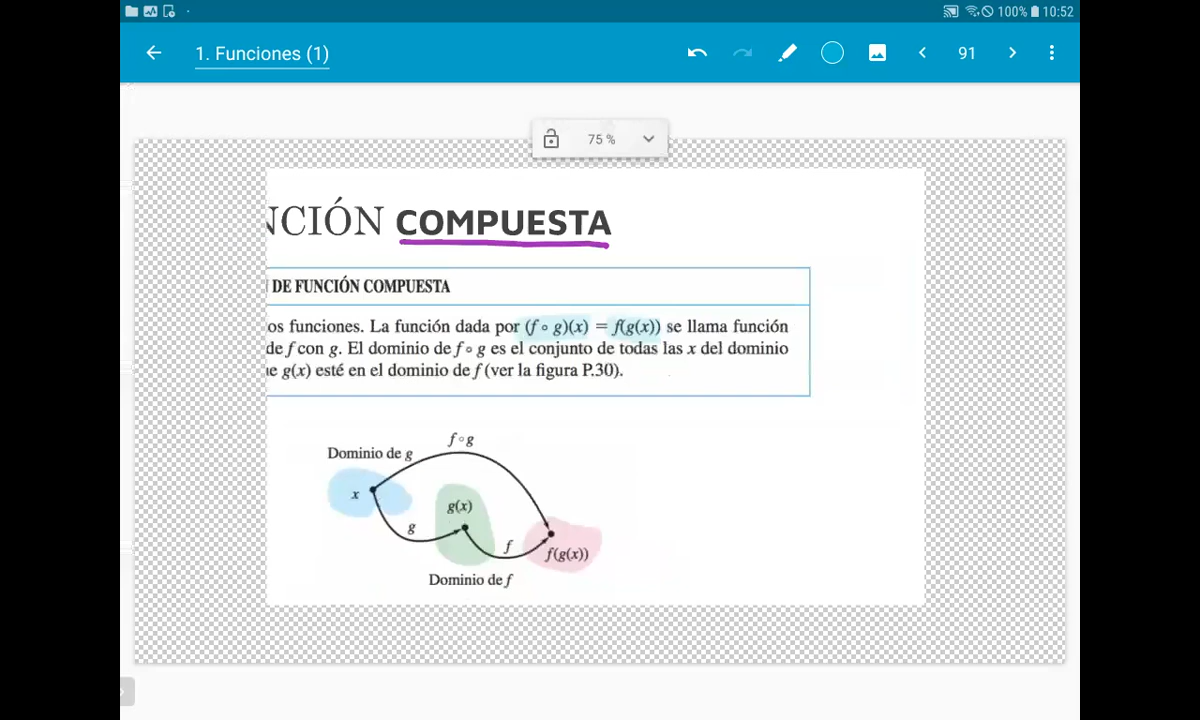 100% 10:52
1. Funciones (1)
91
75 %
NCIÓN COMPUESTA
DE FUNCIÓN COMPUESTA
os funciones. La función dada por (f ∘ g)(x) = f(g(x)) se llama función
de f con g. El dominio de f ∘ g es el conjunto de todas las x del dominio
e g(x) esté en el dominio de f (ver la figura P.30).
f ∘ g
Dominio de g
x
g(x)
g
f
f(g(x))
Dominio de f